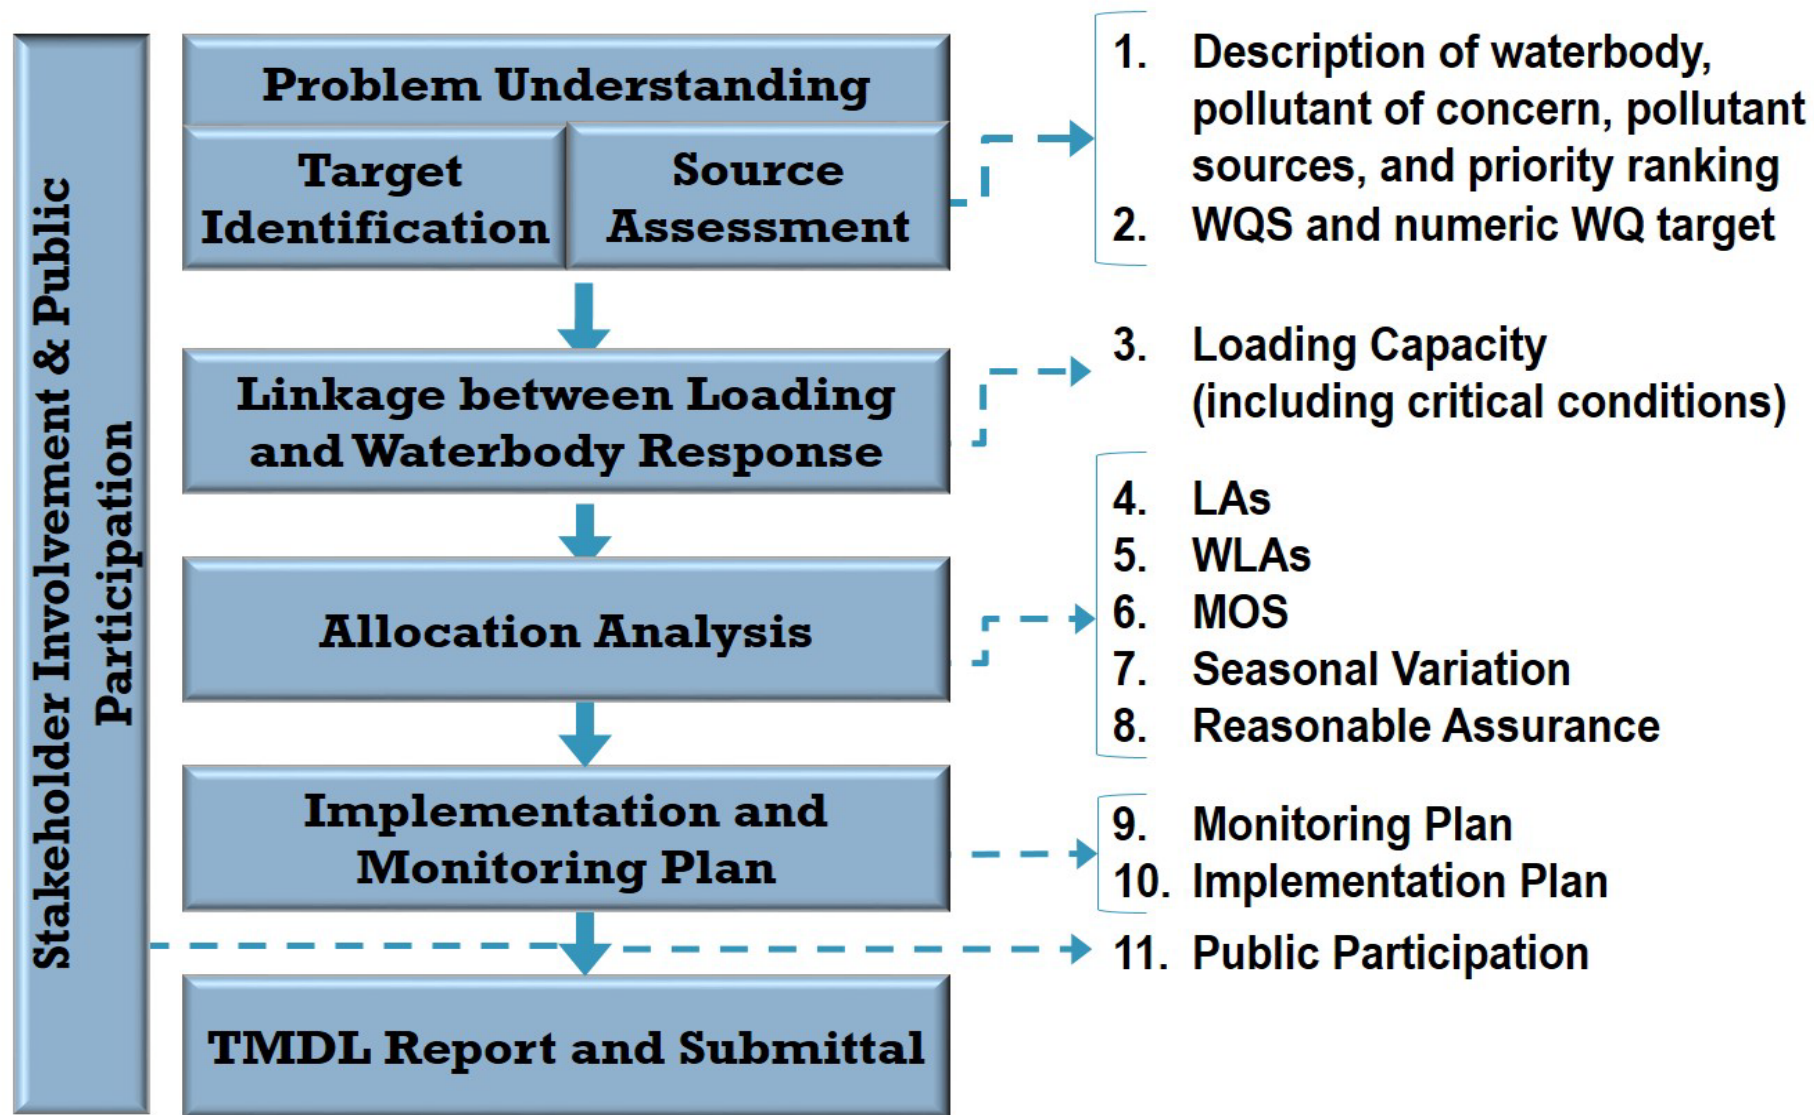 Stakeholder Involvement & Public
Participation
Problem Understanding
Target
Identification
Source
Assessment
Linkage between Loading
and Waterbody Response
Allocation Analysis
Implementation and
Monitoring Plan
TMDL Report and Submittal
1. Description of waterbody,
pollutant of concern, pollutant
sources, and priority ranking
2. WQS and numeric WQ target
3. Loading Capacity
(including critical conditions)
4. LAs
5. WLAs
6. MOS
7. Seasonal Variation
8. Reasonable Assurance
9. Monitoring Plan
10. Implementation Plan
11. Public Participation